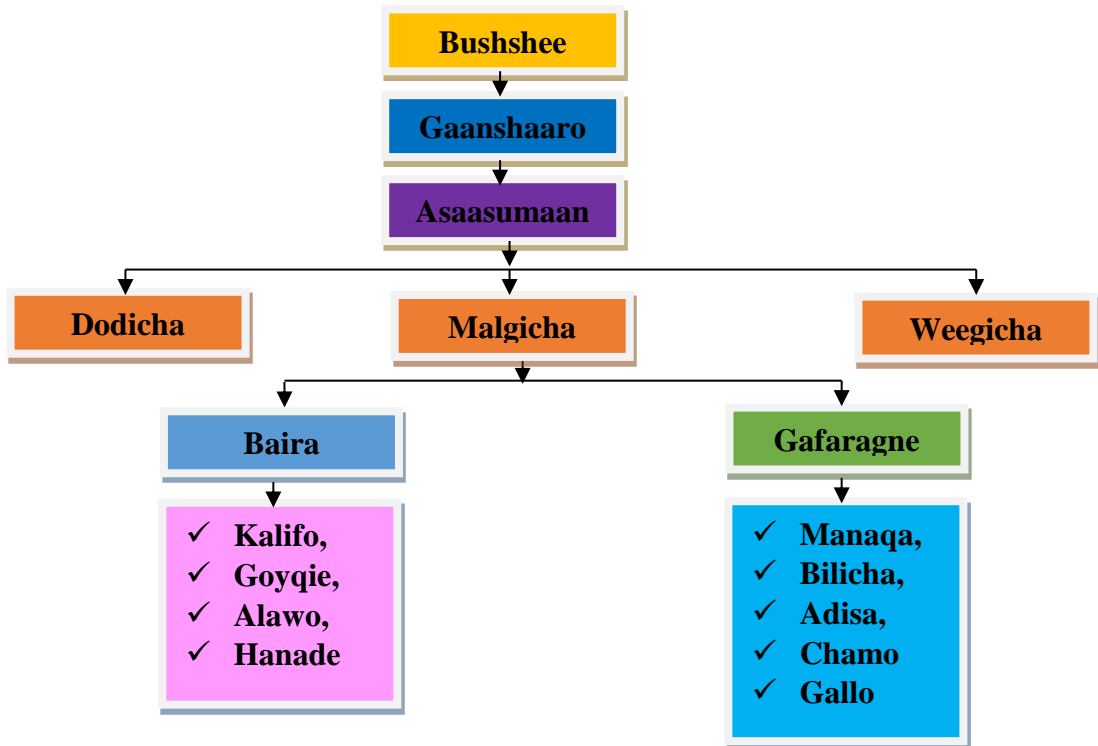 Bushshee
Gaanshaaro
Asaasumaan
Dodicha
Malgicha
Weegicha
Baira
Gafaragne
✓ Kalifo,
✓ Goyqie,
✓ Alawo,
✓ Hanade
✓ Manaqa,
✓ Bilicha,
✓ Adisa,
✓ Chamo
✓ Gallo